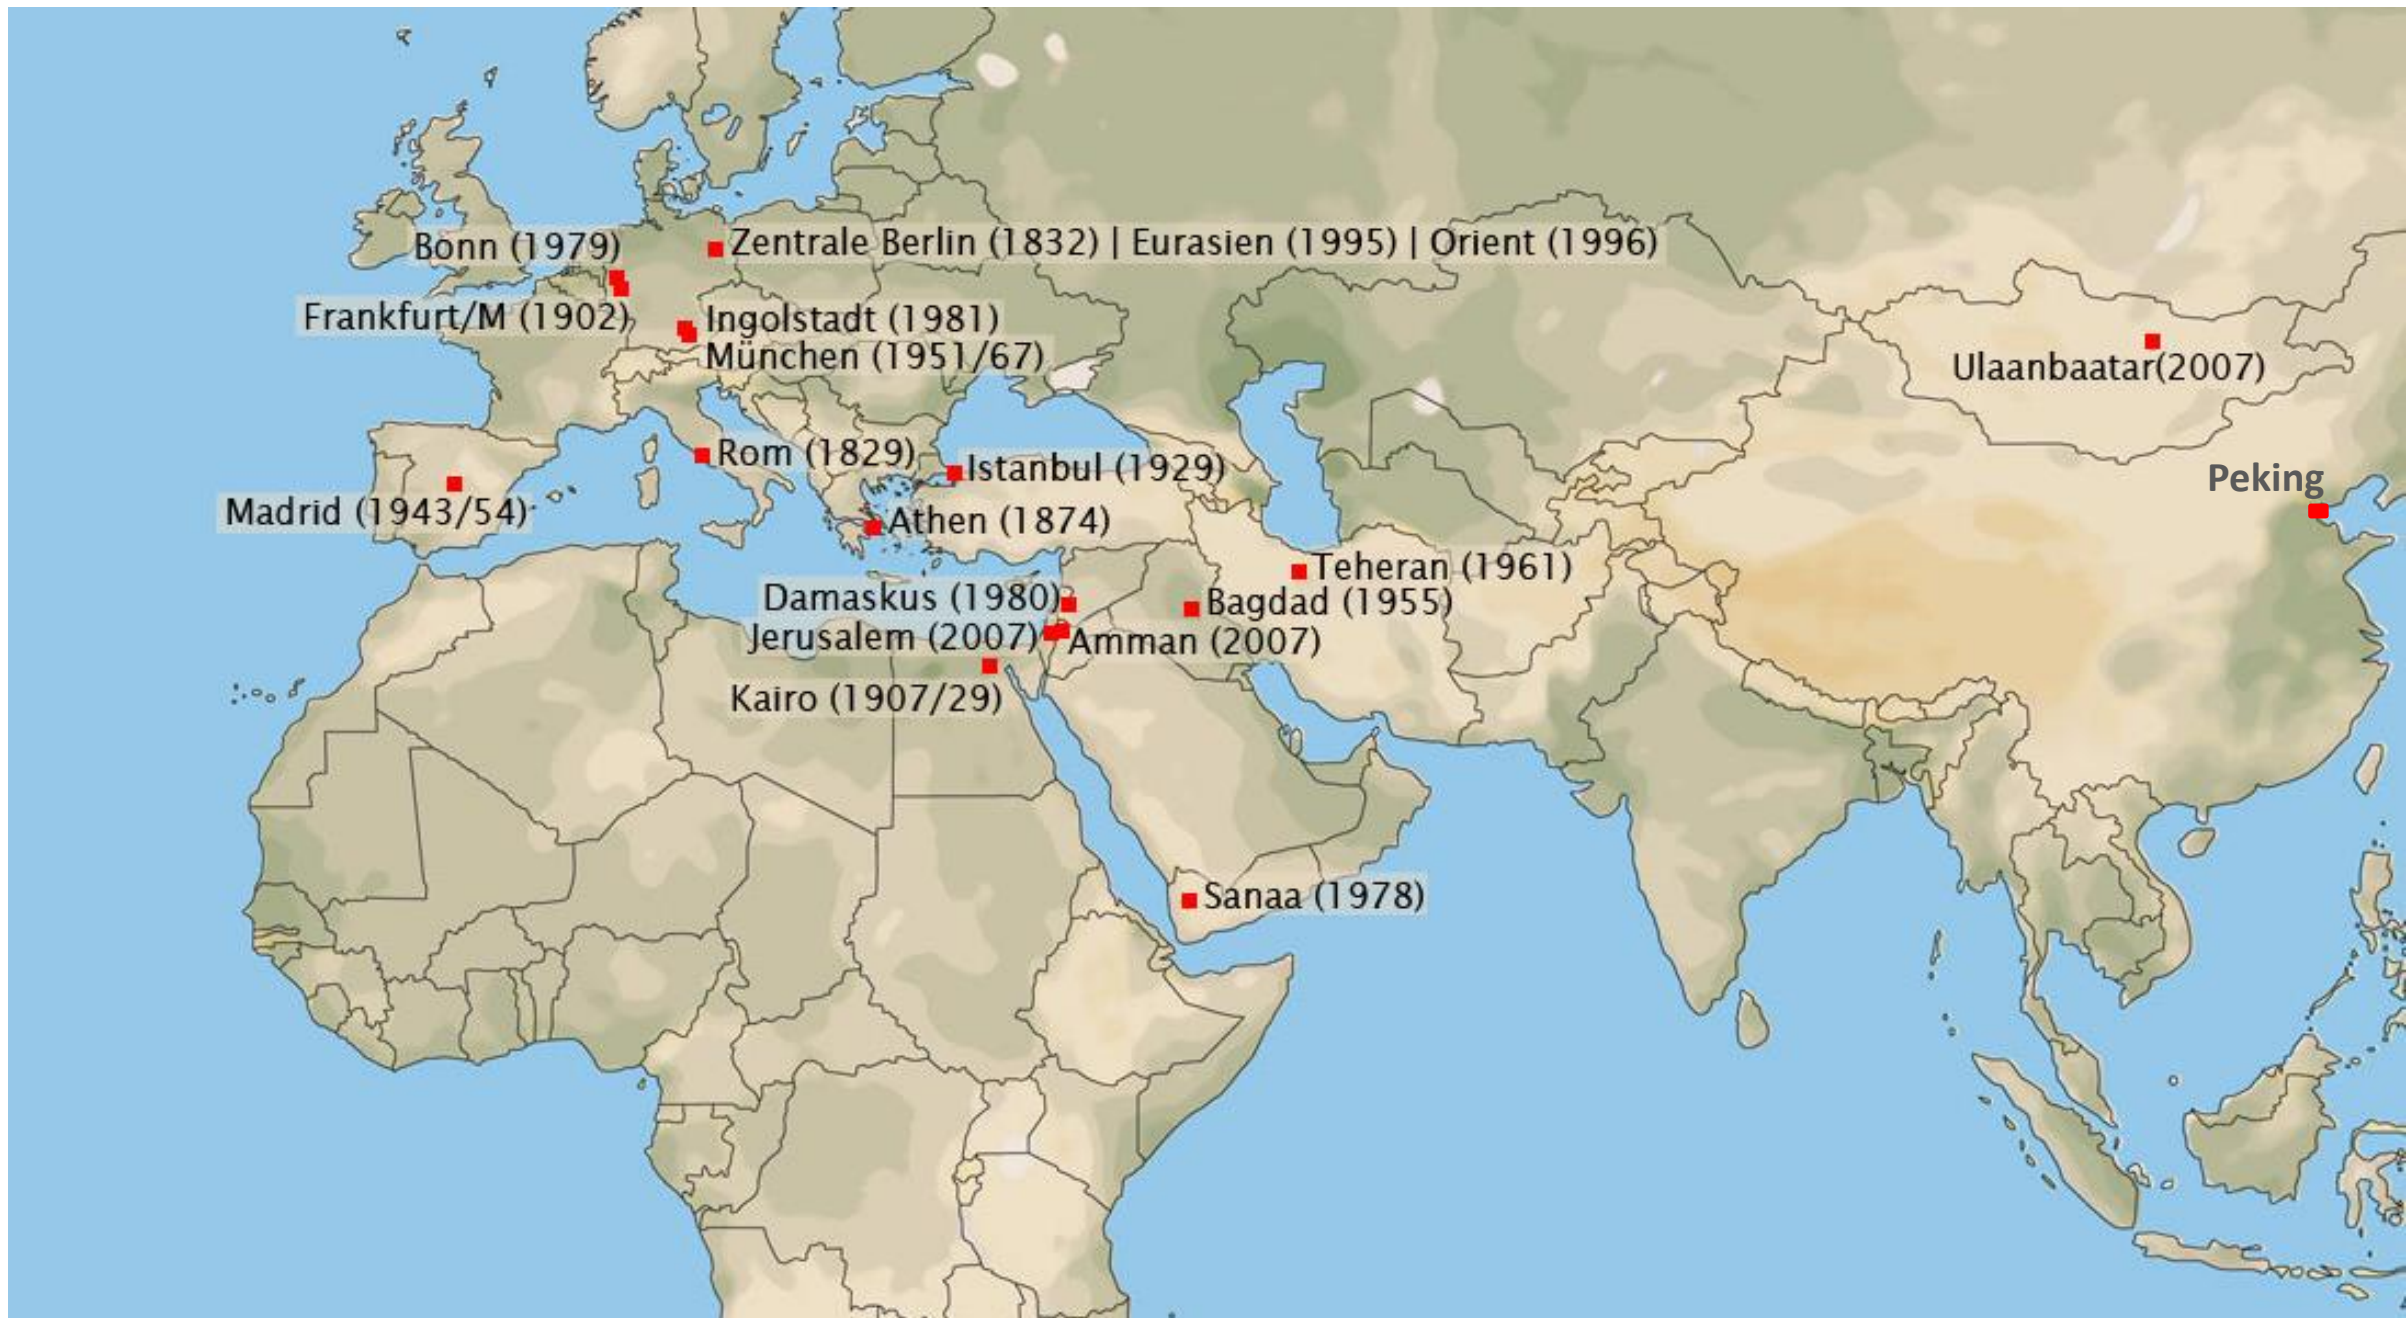 Bonn (1979)
Zentrale Berlin (1832) | Eurasien (1995) | Orient (1996)
Frankfurt/M (1902)
Ingolstadt (1981)
München (1951/67)
Ulaanbaatar(2007)
Rom (1829)
Istanbul (1929)
Peking
Madrid (1943/54)
Athen (1874)
Teheran (1961)
Damaskus (1980)
Bagdad (1955)
Jerusalem (2007)
Amman (2007)
Kairo (1907/29)
Sanaa (1978)